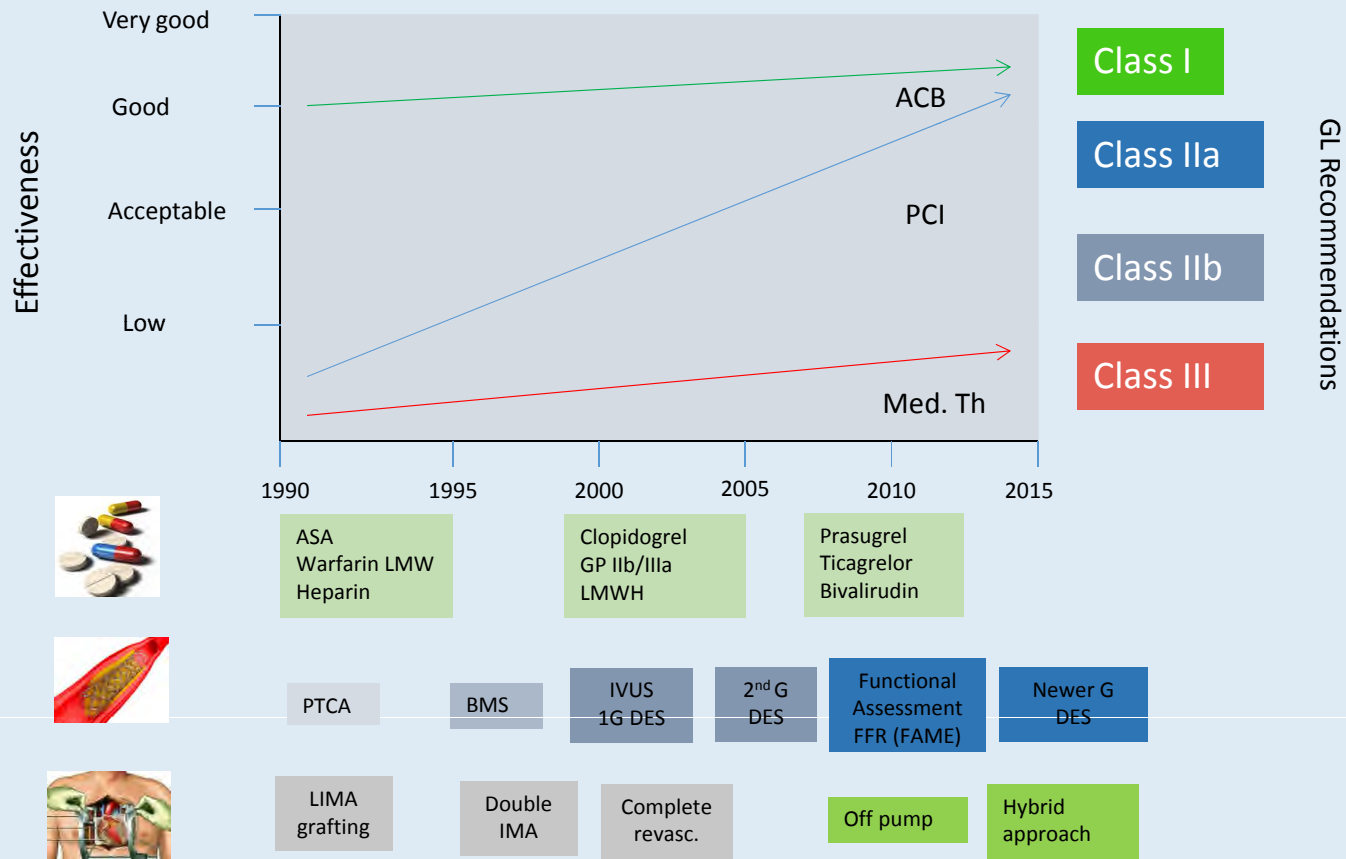 Very good
Good
Acceptable
Low
Effectiveness
ACB
PCI
Med. Th
Class I
Class IIa
Class IIb
Class III
GL Recommendations
1990
1995
2000
2005
2010
2015
ASA
Warfarin LMW
Heparin
Clopidogrel
GP IIb/IIIa
LMWH
Prasugrel
Ticagrelor
Bivalirudin
PTCA
BMS
IVUS
1G DES
2nd G
DES
Functional
Assessment
FFR (FAME)
Newer G
DES
LIMA
grafting
Double
IMA
Complete
revasc.
Off pump
Hybrid
approach